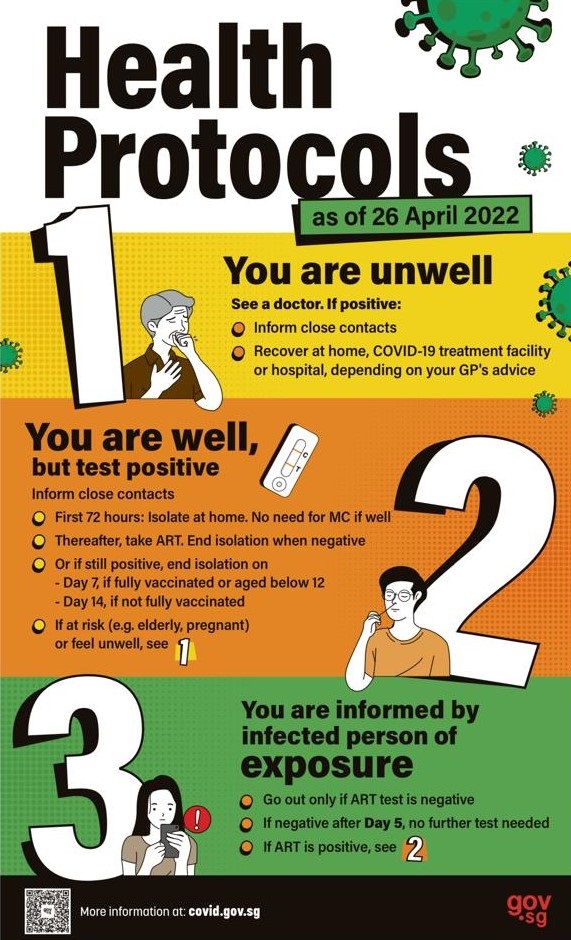 Health
Protocols
as of 26 April 2022
1
You are unwell
See a doctor. If positive:
Inform close contacts
Recover at home, COVID-19 treatment facility
or hospital, depending on your GP's advice
You are well,
but test positive
C
T
Inform close contacts
First 72 hours: Isolate at home. No need for MC if well
Thereafter, take ART. End isolation when negative
Or if still positive, end isolation on
- Day 7, if fully vaccinated or aged below 12
- Day 14, if not fully vaccinated
If at risk (e.g. elderly, pregnant)
or feel unwell, see 1
2
3
You are informed by
infected person of
exposure
Go out only if ART test is negative
If negative after Day 5, no further test needed
If ART is positive, see 2
!
More information at: covid.gov.sg
gov
.sg